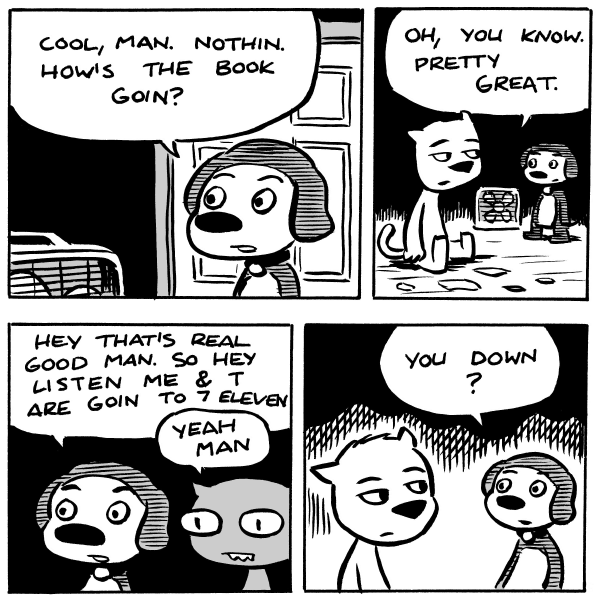 COOL, MAN. NOTHIN.
HOW'S THE BOOK
GOIN?
OH, YOU KNOW.
PRETTY
GREAT.
HEY THAT'S REAL
GOOD MAN. SO HEY
LISTEN ME & T
ARE GOIN TO 7 ELEVEN
YEAH
MAN
YOU DOWN
?